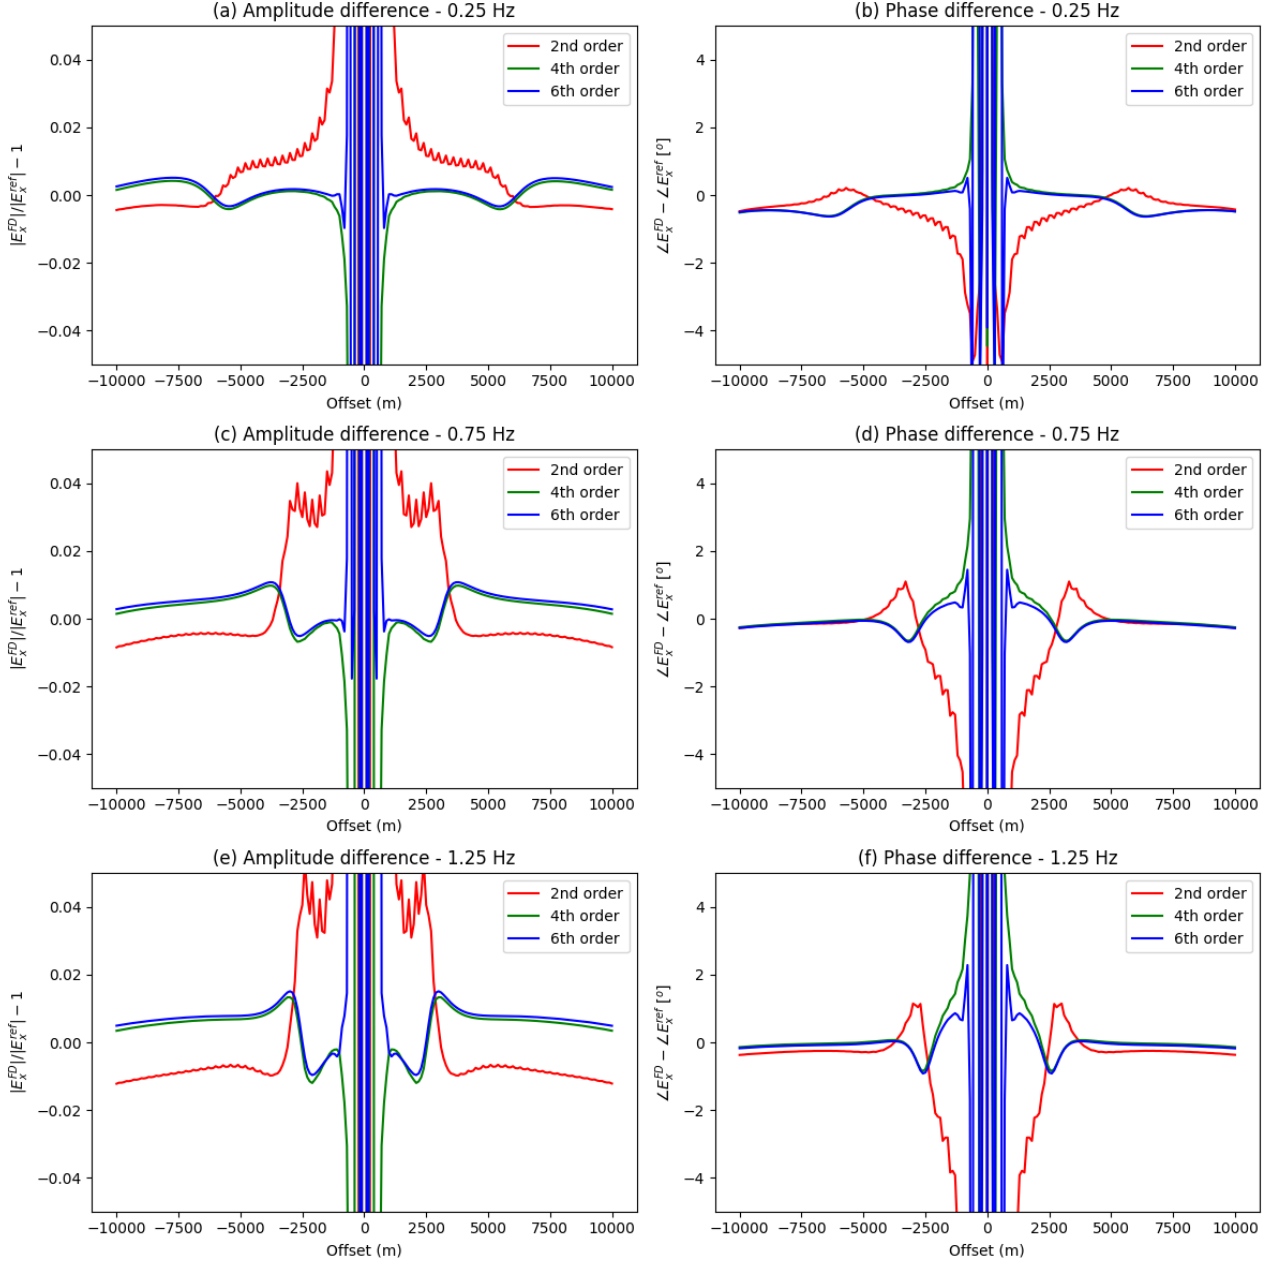 (a) Amplitude difference - 0.25 Hz
|E_x^{FD}|/|E_x^{ref}| − 1
0.04
0.02
0.00
−0.02
−0.04
2nd order
4th order
6th order
−10000 −7500 −5000 −2500 0 2500 5000 7500 10000
Offset (m)
(b) Phase difference - 0.25 Hz
∠E_x^{FD} − ∠E_x^{ref} [°]
4
2
0
−2
−4
2nd order
4th order
6th order
−10000 −7500 −5000 −2500 0 2500 5000 7500 10000
Offset (m)
(c) Amplitude difference - 0.75 Hz
|E_x^{FD}|/|E_x^{ref}| − 1
0.04
0.02
0.00
−0.02
−0.04
2nd order
4th order
6th order
−10000 −7500 −5000 −2500 0 2500 5000 7500 10000
Offset (m)
(d) Phase difference - 0.75 Hz
∠E_x^{FD} − ∠E_x^{ref} [°]
4
2
0
−2
−4
2nd order
4th order
6th order
−10000 −7500 −5000 −2500 0 2500 5000 7500 10000
Offset (m)
(e) Amplitude difference - 1.25 Hz
|E_x^{FD}|/|E_x^{ref}| − 1
0.04
0.02
0.00
−0.02
−0.04
2nd order
4th order
6th order
−10000 −7500 −5000 −2500 0 2500 5000 7500 10000
Offset (m)
(f) Phase difference - 1.25 Hz
∠E_x^{FD} − ∠E_x^{ref} [°]
4
2
0
−2
−4
2nd order
4th order
6th order
−10000 −7500 −5000 −2500 0 2500 5000 7500 10000
Offset (m)